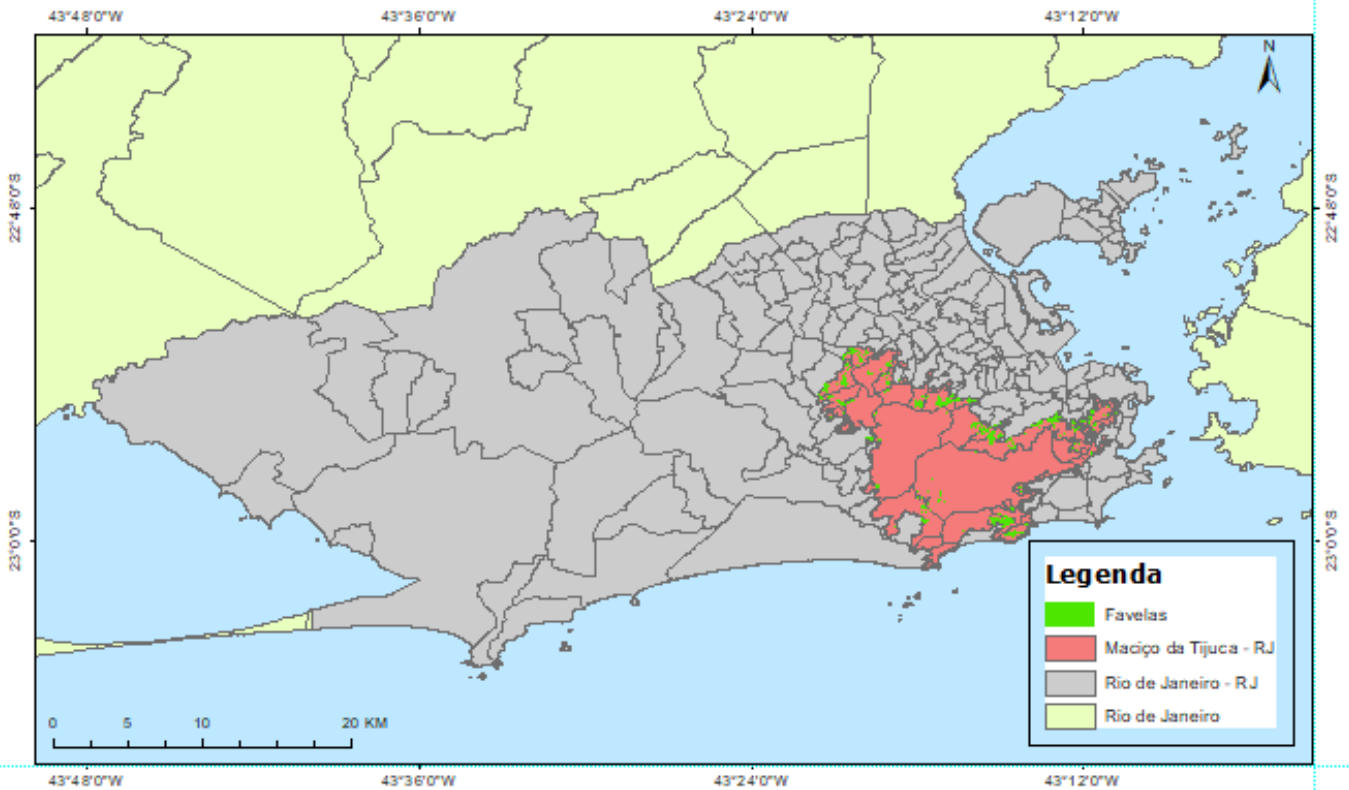 43°48'0"W 43°36'0"W 43°24'0"W 43°12'0"W
N
22°48'0"S 22°48'0"S
23°0'0"S 23°0'0"S
Legenda
Favelas
Maciço da Tijuca - RJ
Rio de Janeiro - RJ
Rio de Janeiro
0 5 10 20 KM
43°48'0"W 43°36'0"W 43°24'0"W 43°12'0"W